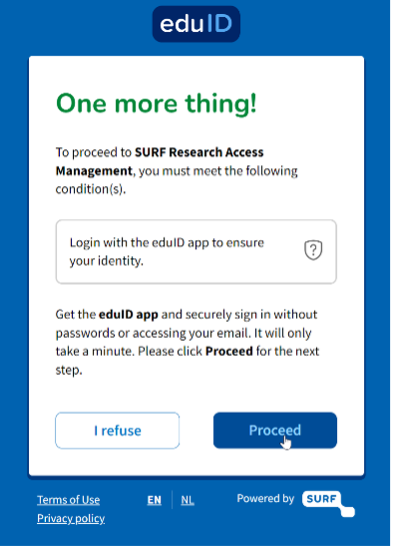 eduID
One more thing!
To proceed to SURF Research Access
Management, you must meet the following
condition(s).
Login with the eduID app to ensure
your identity.
?
Get the eduID app and securely sign in without
passwords or accessing your email. It will only
take a minute. Please click Proceed for the next
step.
I refuse
Proceed
Terms of Use
EN
NL
Powered by SURF
Privacy policy